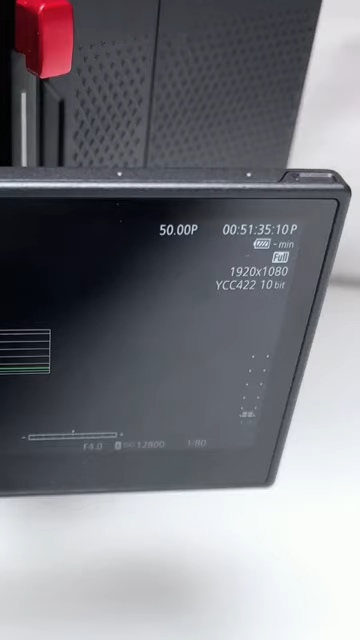 50.00P 00:51:35:10 P
- min
Full
1920x1080
YCC422 10 bit
F4.0 12800 1/50